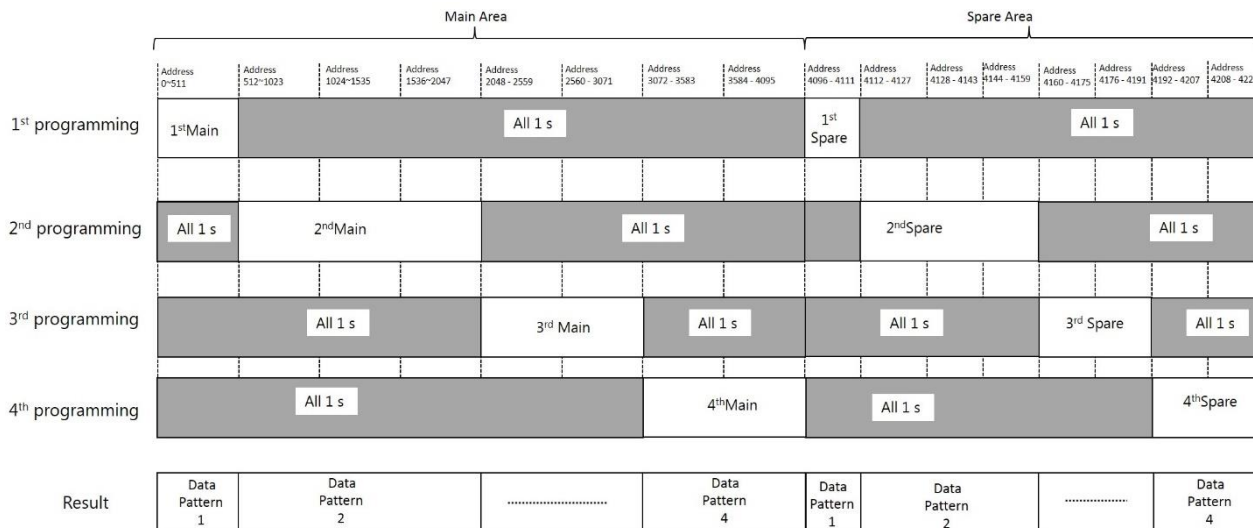 Main Area
Spare Area
Address
0~511
Address
512~1023
Address
1024~1535
Address
1536~2047
Address
2048 - 2559
Address
2560 - 3071
Address
3072 - 3583
Address
3584 - 4095
Address
4096 - 4111
Address
4112 - 4127
Address
4128 - 4143
Address
4144 - 4159
Address
4160 - 4175
Address
4176 - 4191
Address
4192 - 4207
Address
4208 - 422
1st programming
1stMain
All 1 s
1st
Spare
All 1 s
2nd programming
All 1 s
2ndMain
All 1 s
2ndSpare
All 1 s
3rd programming
All 1 s
3rd Main
All 1 s
All 1 s
3rd Spare
All 1 s
4th programming
All 1 s
4thMain
All 1 s
4thSpare
Result
Data
Pattern
1
Data
Pattern
2
Data
Pattern
4
Data
Pattern
1
Data
Pattern
2
Data
Pattern
4